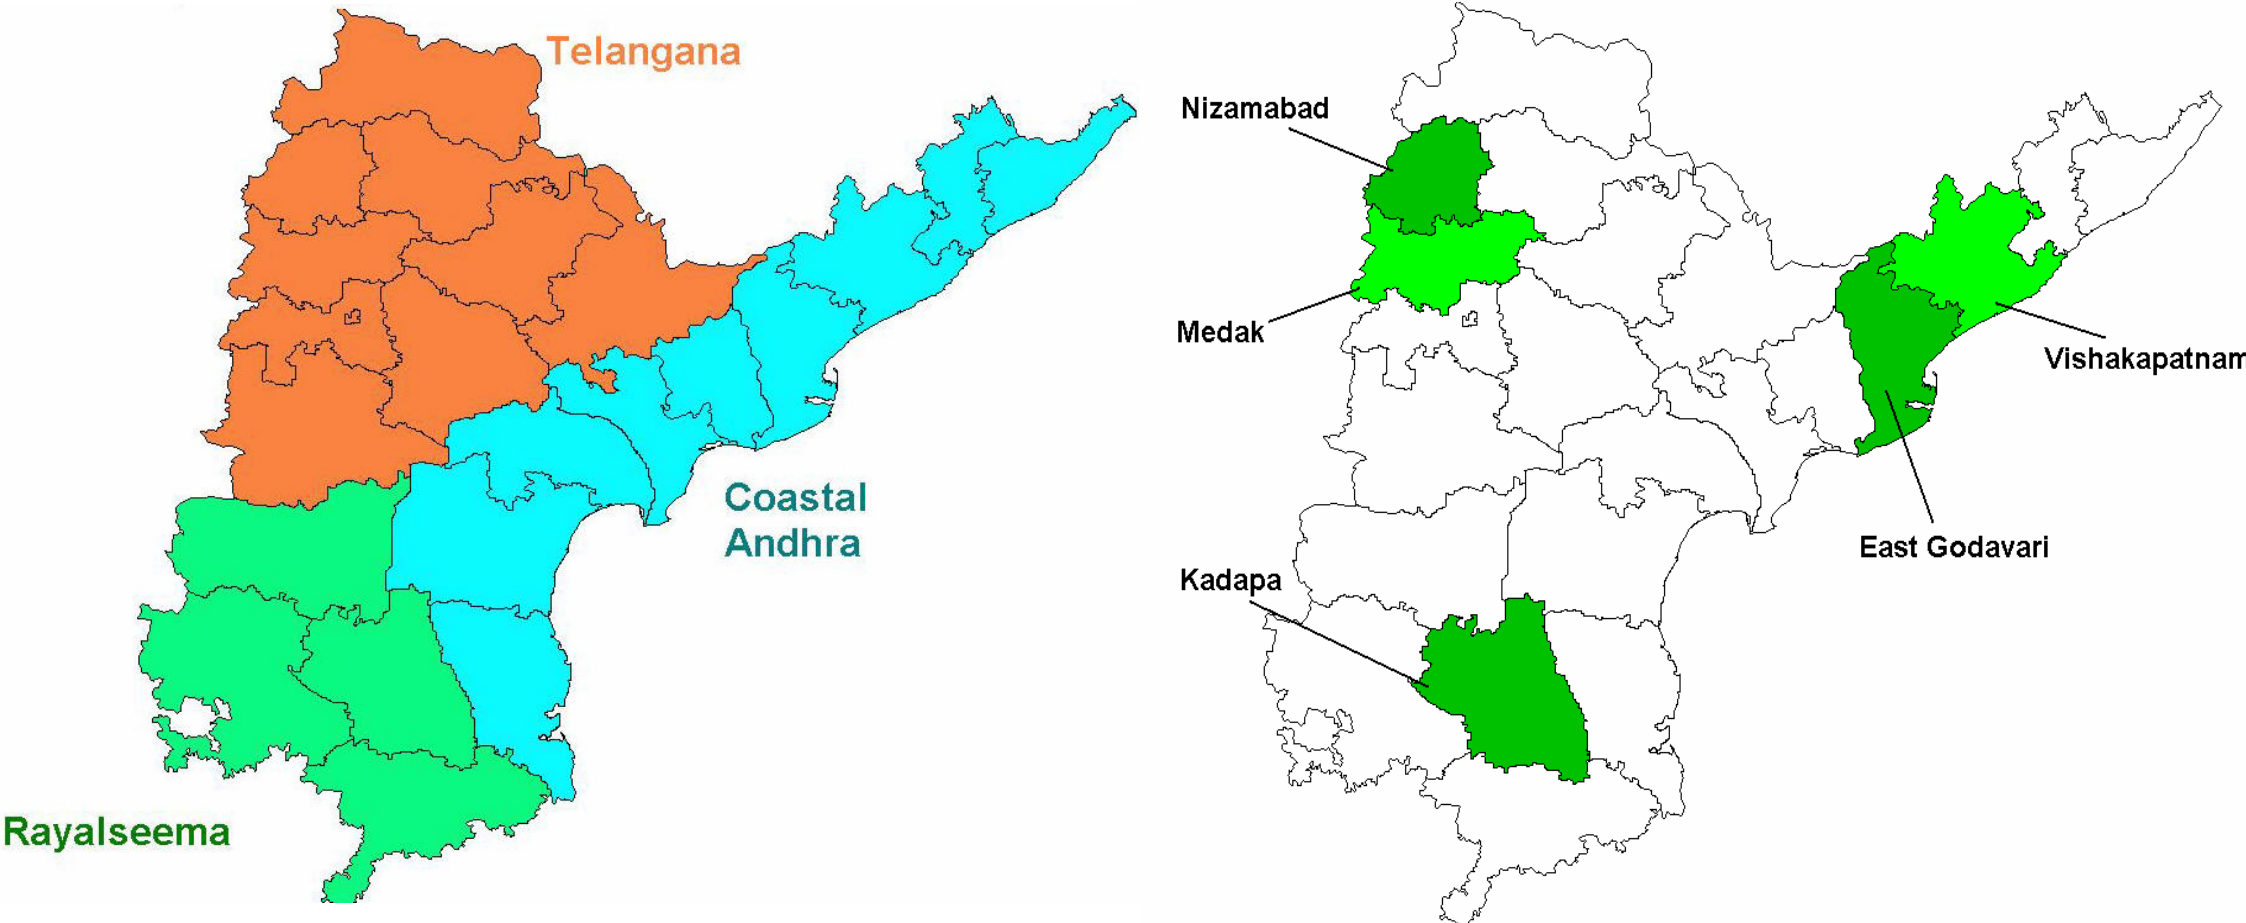 Telangana
Coastal
Andhra
Rayalseema
Nizamabad
Medak
Vishakapatnam
East Godavari
Kadapa